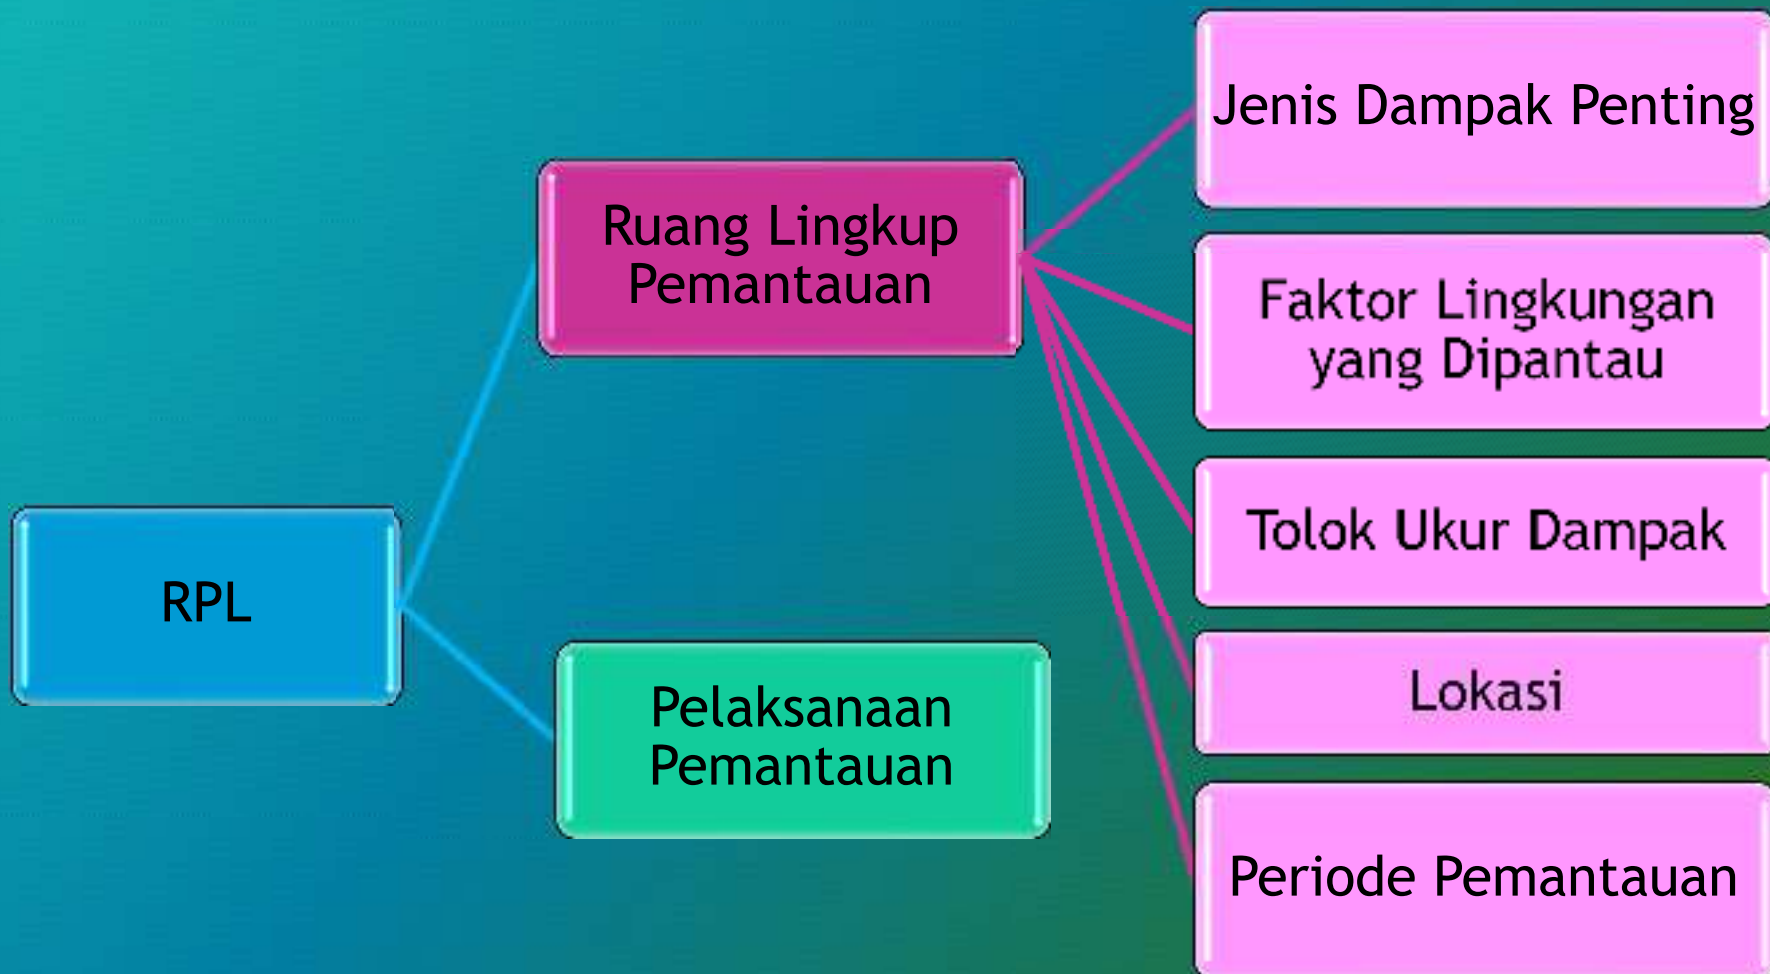 RPL
Ruang Lingkup
Pemantauan
Pelaksanaan
Pemantauan
Jenis Dampak Penting
Faktor Lingkungan
yang Dipantau
Tolok Ukur Dampak
Lokasi
Periode Pemantauan